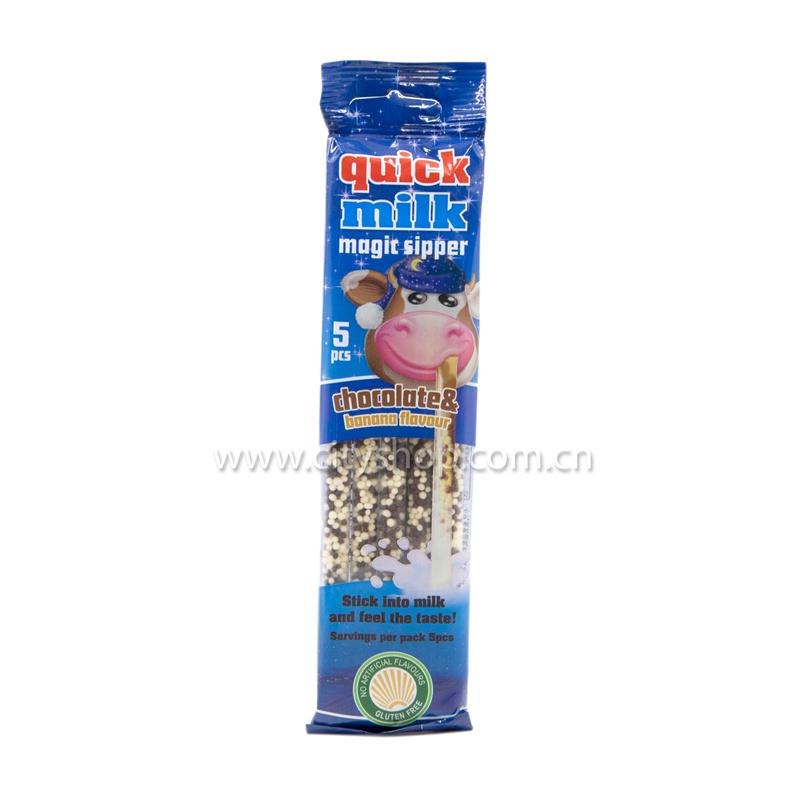 quick
milk
magic sipper
5
pcs
chocolate&
banana flavour
www.cityshop.com.cn
Stick into milk
and feel the taste!
Servings per pack 5pcs
NO ARTIFICIAL FLAVOURS
GLUTEN FREE